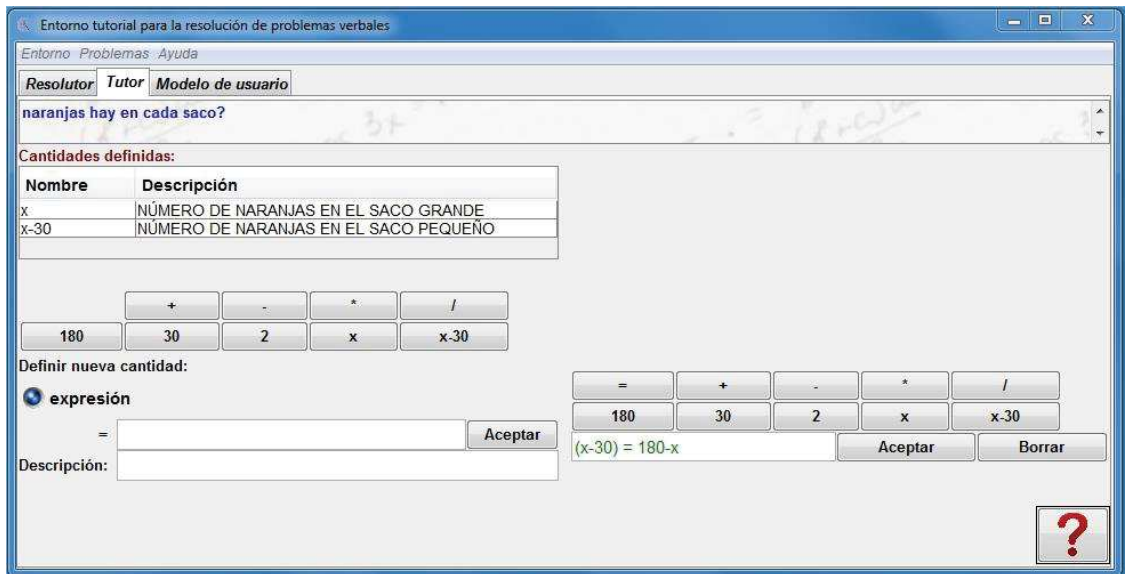 Entorno tutorial para la resolución de problemas verbales
Entorno Problemas Ayuda
Resolutor Tutor Modelo de usuario
naranjas hay en cada saco?
Cantidades definidas:
Nombre Descripción
x NÚMERO DE NARANJAS EN EL SACO GRANDE
x-30 NÚMERO DE NARANJAS EN EL SACO PEQUEÑO
+ - * /
180 30 2 x x-30
Definir nueva cantidad:
expresión
= Aceptar
Descripción:
= + - * /
180 30 2 x x-30
(x-30) = 180-x Aceptar Borrar
?